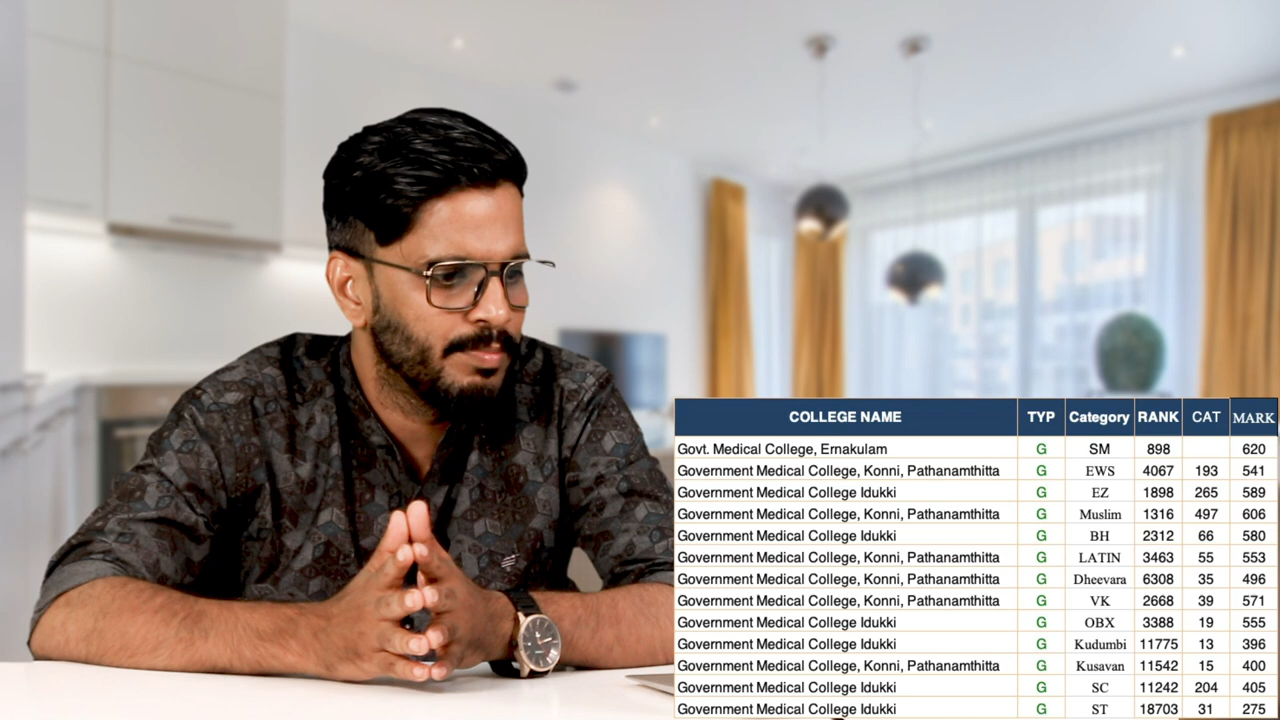 COLLEGE NAME TYP Category RANK CAT MARK
Govt. Medical College, Ernakulam G SM 898 620
Government Medical College, Konni, Pathanamthitta G EWS 4067 193 541
Government Medical College Idukki G EZ 1898 265 589
Government Medical College, Konni, Pathanamthitta G Muslim 1316 497 606
Government Medical College Idukki G BH 2312 66 580
Government Medical College, Konni, Pathanamthitta G LATIN 3463 55 553
Government Medical College, Konni, Pathanamthitta G Dheevara 6308 35 496
Government Medical College, Konni, Pathanamthitta G VK 2668 39 571
Government Medical College Idukki G OBX 3388 19 555
Government Medical College Idukki G Kudumbi 11775 13 396
Government Medical College, Konni, Pathanamthitta G Kusavan 11542 15 400
Government Medical College Idukki G SC 11242 204 405
Government Medical College Idukki G ST 18703 31 275